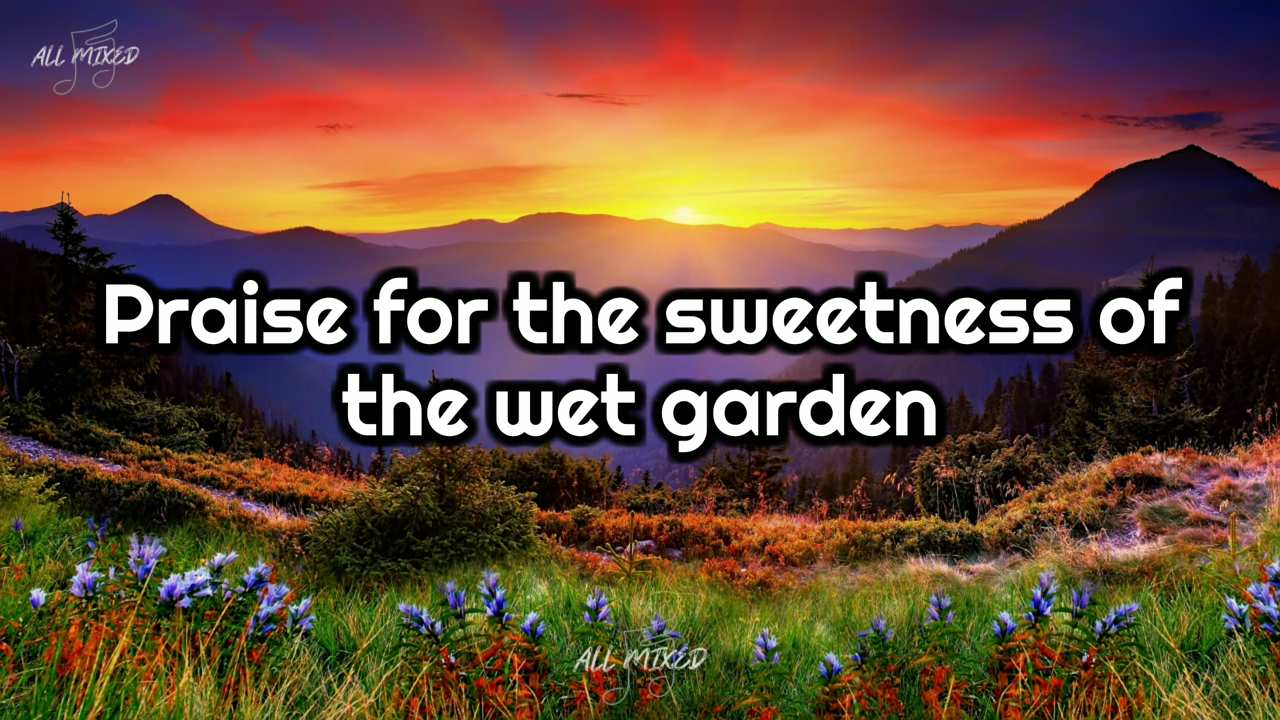 ALL MIXED
Praise for the sweetness of
the wet garden
ALL MIXED